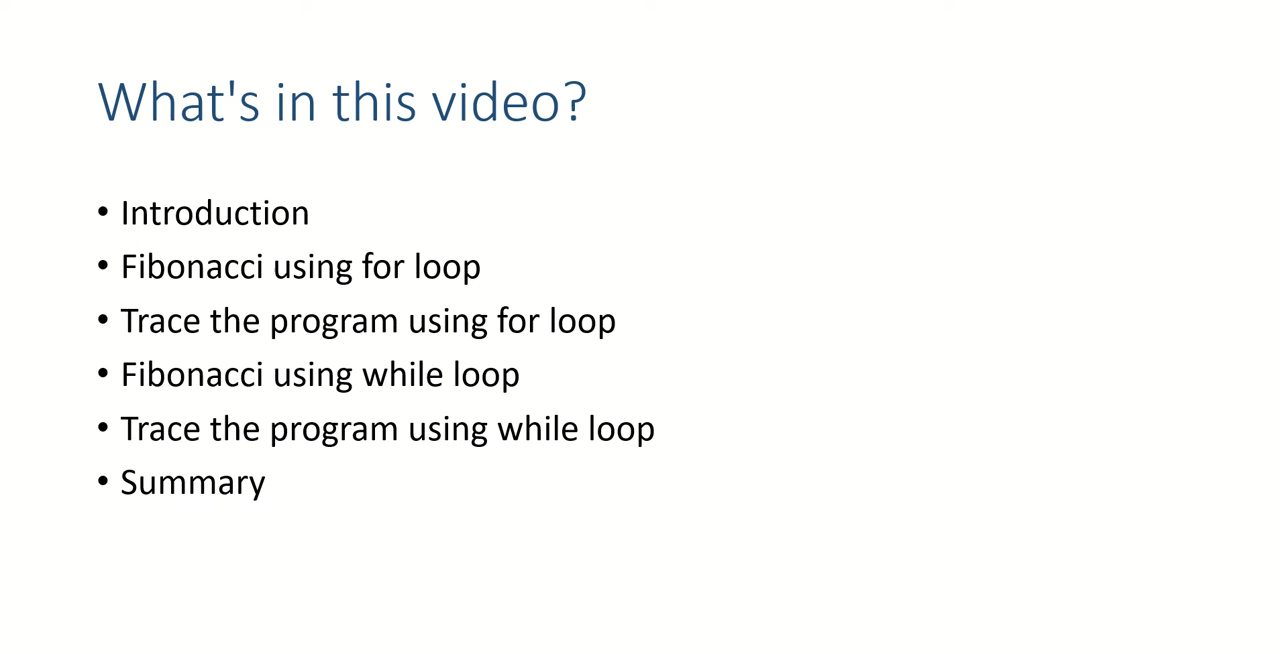 What's in this video?
• Introduction
• Fibonacci using for loop
• Trace the program using for loop
• Fibonacci using while loop
• Trace the program using while loop
• Summary